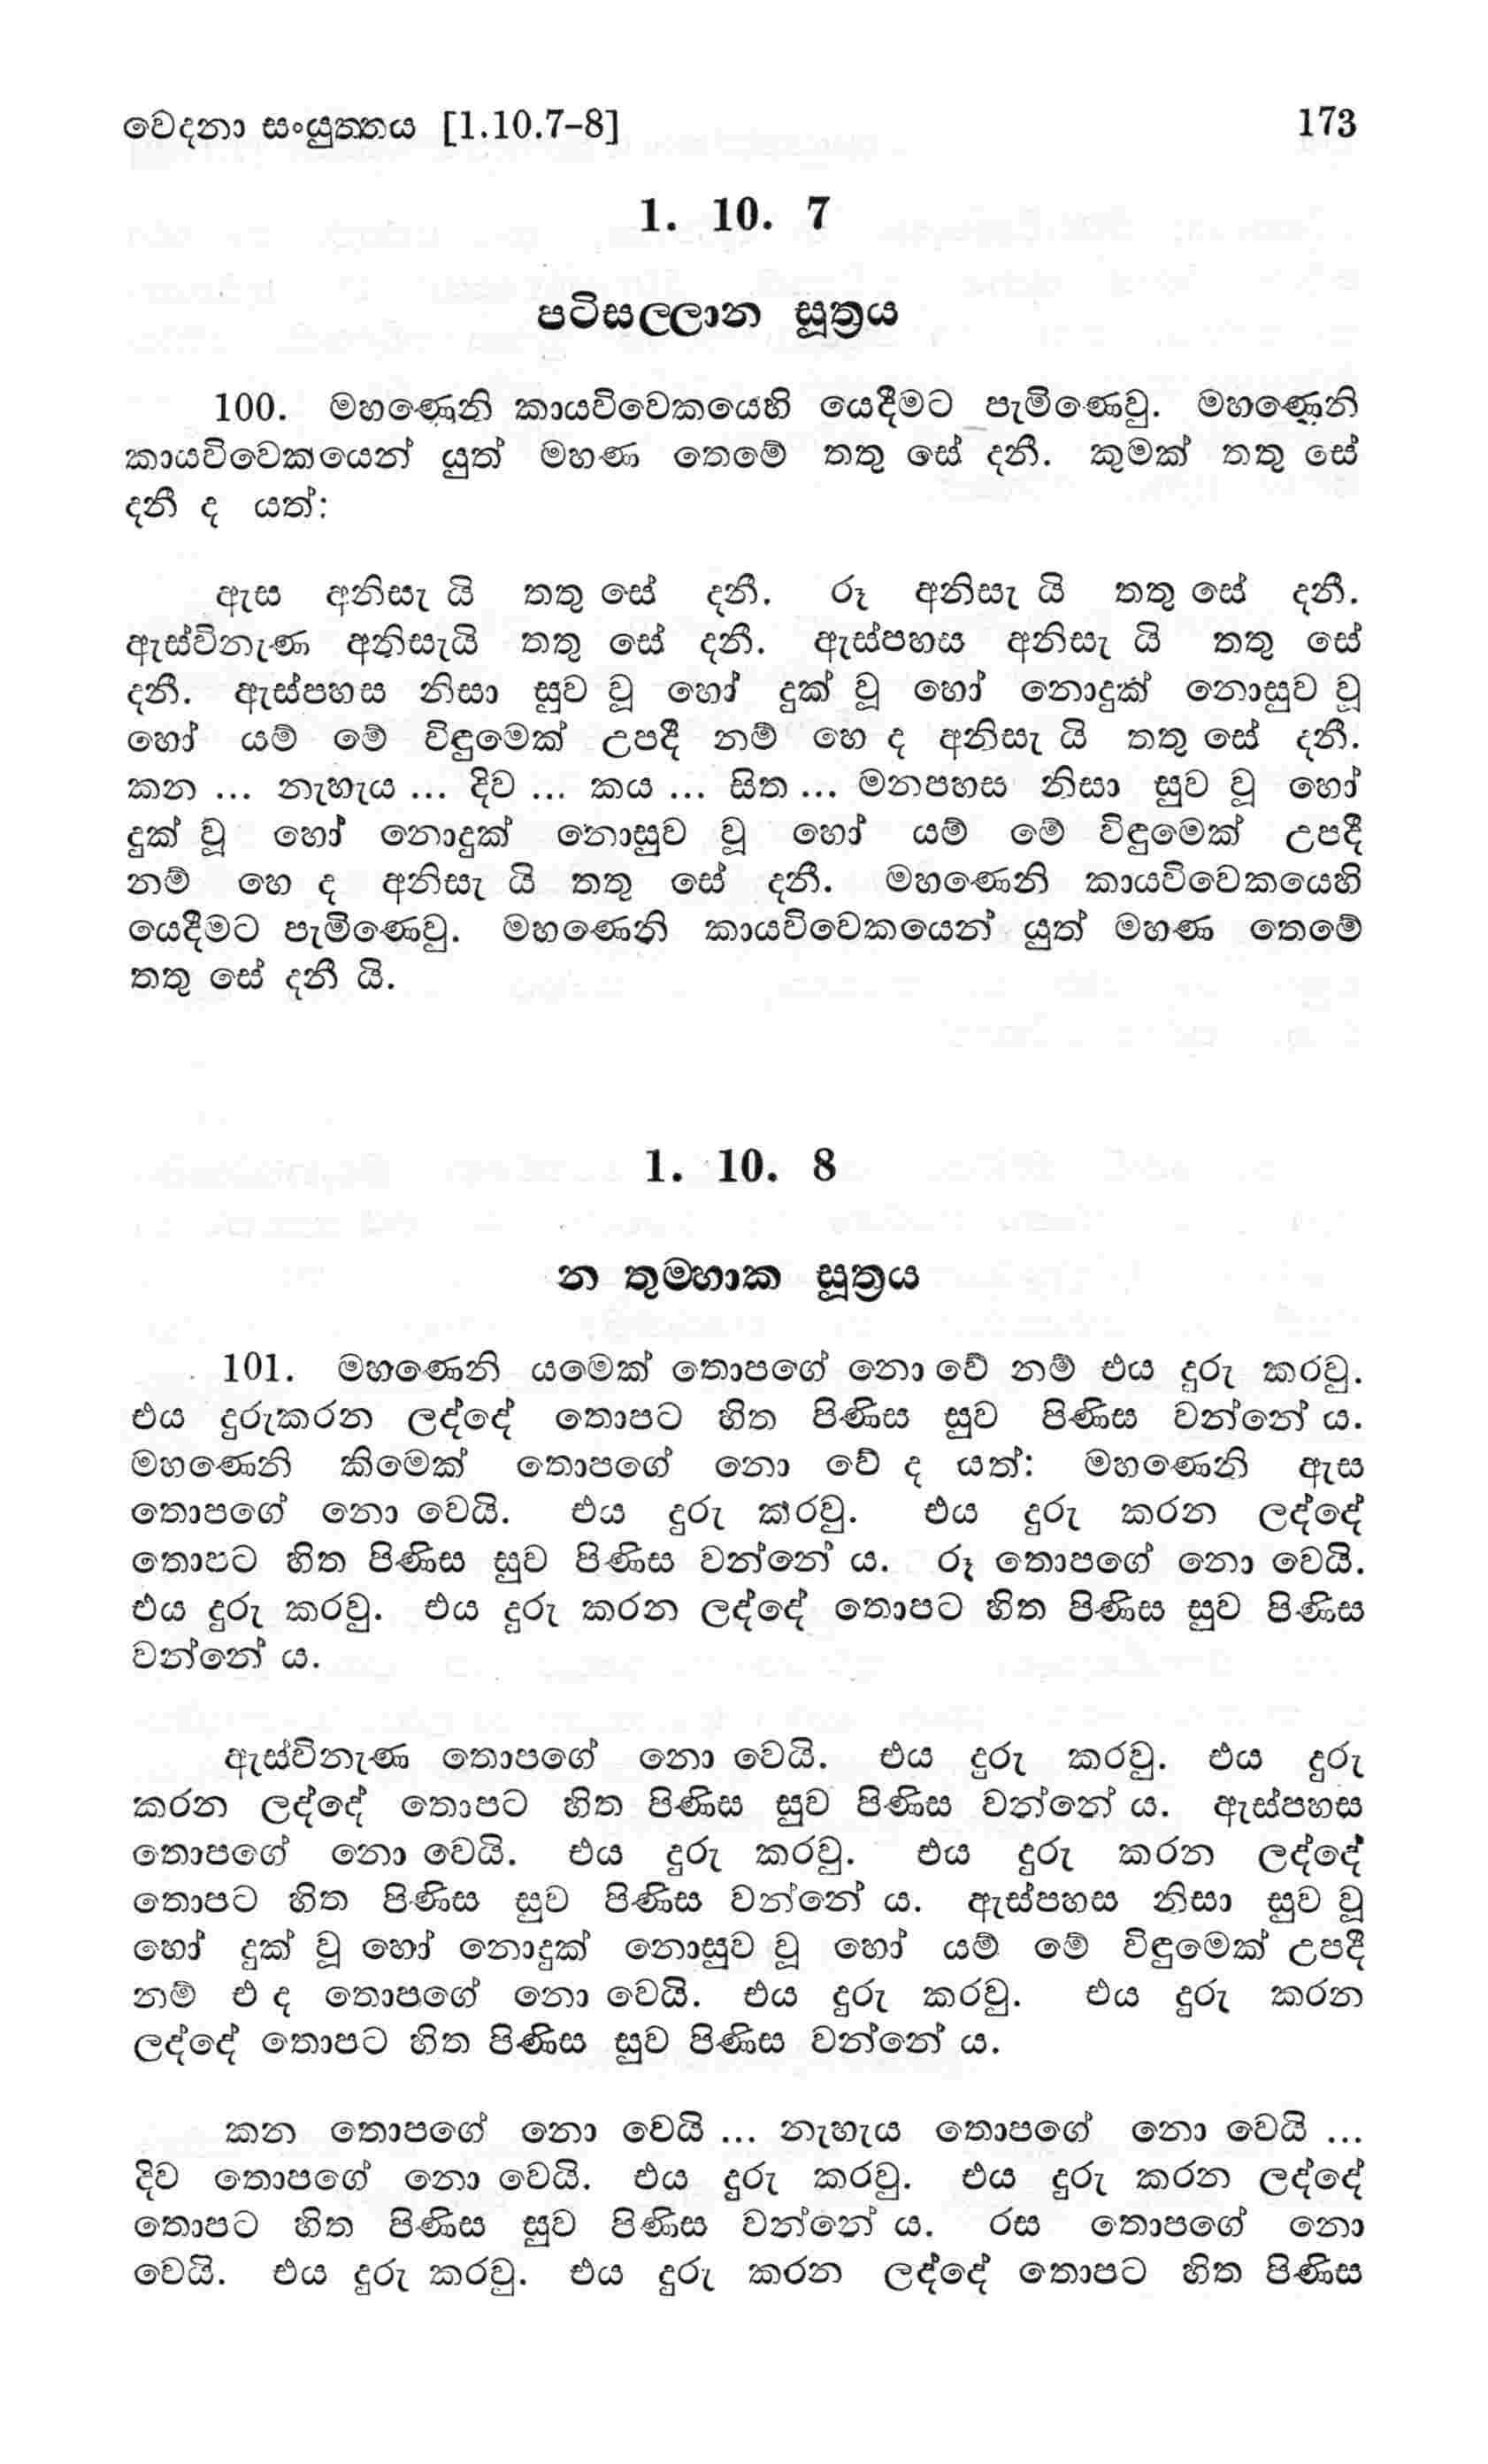 වෙදනා සංයුත්තය [1.10.7-8] 173
1. 10. 7
පටිසල්ලාන සූත්‍රය
100. මහණෙනි කායවිවෙකයෙහි යෙදීමට පැමිණෙවු. මහණෙනි
කායවිවෙකයෙන් යුත් මහණ තෙමේ තතු සේ දනී. කුමක් තතු සේ
දනී ද යත්:
ඇස අනිසැ යි තතු සේ දනී. රූ අනිසැ යි තතු සේ දනී.
ඇස්විනැණ අනිසැයි තතු සේ දනී. ඇස්පහස අනිසැ යි තතු සේ
දනී. ඇස්පහස නිසා සුව වූ හෝ දුක් වූ හෝ නොදුක් නොසුව වූ
හෝ යම් මේ විඳුමෙක් උපදී නම් හෙ ද අනිසැ යි තතු සේ දනී.
කන ... නැහැය ... දිව ... කය ... සිත ... මනපහස නිසා සුව වූ හෝ
දුක් වූ හෝ නොදුක් නොසුව වූ හෝ යම් මේ විඳුමෙක් උපදී
නම් හෙ ද අනිසැ යි තතු සේ දනී. මහණෙනි කායවිවෙකයෙහි
යෙදීමට පැමිණෙවු. මහණෙනි කායවිවෙකයෙන් යුත් මහණ තෙමේ
තතු සේ දනී යි.
1. 10. 8
න තුම්හාක සූත්‍රය
101. මහණෙනි යමෙක් තොපගේ නො වේ නම් එය දුරු කරවු.
එය දුරුකරන ලද්දේ තොපට හිත පිණිස සුව පිණිස වන්නේ ය.
මහණෙනි කිමෙක් තොපගේ නො වේ ද යත්: මහණෙනි ඇස
තොපගේ නො වෙයි. එය දුරු කරවු. එය දුරු කරන ලද්දේ
තොපට හිත පිණිස සුව පිණිස වන්නේ ය. රූ තොපගේ නො වෙයි.
එය දුරු කරවු. එය දුරු කරන ලද්දේ තොපට හිත පිණිස සුව පිණිස
වන්නේ ය.
ඇස්විනැණ තොපගේ නො වෙයි. එය දුරු කරවු. එය දුරු
කරන ලද්දේ තොපට හිත පිණිස සුව පිණිස වන්නේ ය. ඇස්පහස
තොපගේ නො වෙයි. එය දුරු කරවු. එය දුරු කරන ලද්දේ
තොපට හිත පිණිස සුව පිණිස වන්නේ ය. ඇස්පහස නිසා සුව වූ
හෝ දුක් වූ හෝ නොදුක් නොසුව වූ හෝ යම් මේ විඳුමෙක් උපදී
නම් එ ද තොපගේ නො වෙයි. එය දුරු කරවු. එය දුරු කරන
ලද්දේ තොපට හිත පිණිස සුව පිණිස වන්නේ ය.
කන තොපගේ නො වෙයි ... නැහැය තොපගේ නො වෙයි ...
දිව තොපගේ නො වෙයි. එය දුරු කරවු. එය දුරු කරන ලද්දේ
තොපට හිත පිණිස සුව පිණිස වන්නේ ය. රස තොපගේ නො
වෙයි. එය දුරු කරවු. එය දුරු කරන ලද්දේ තොපට හිත පිණිස